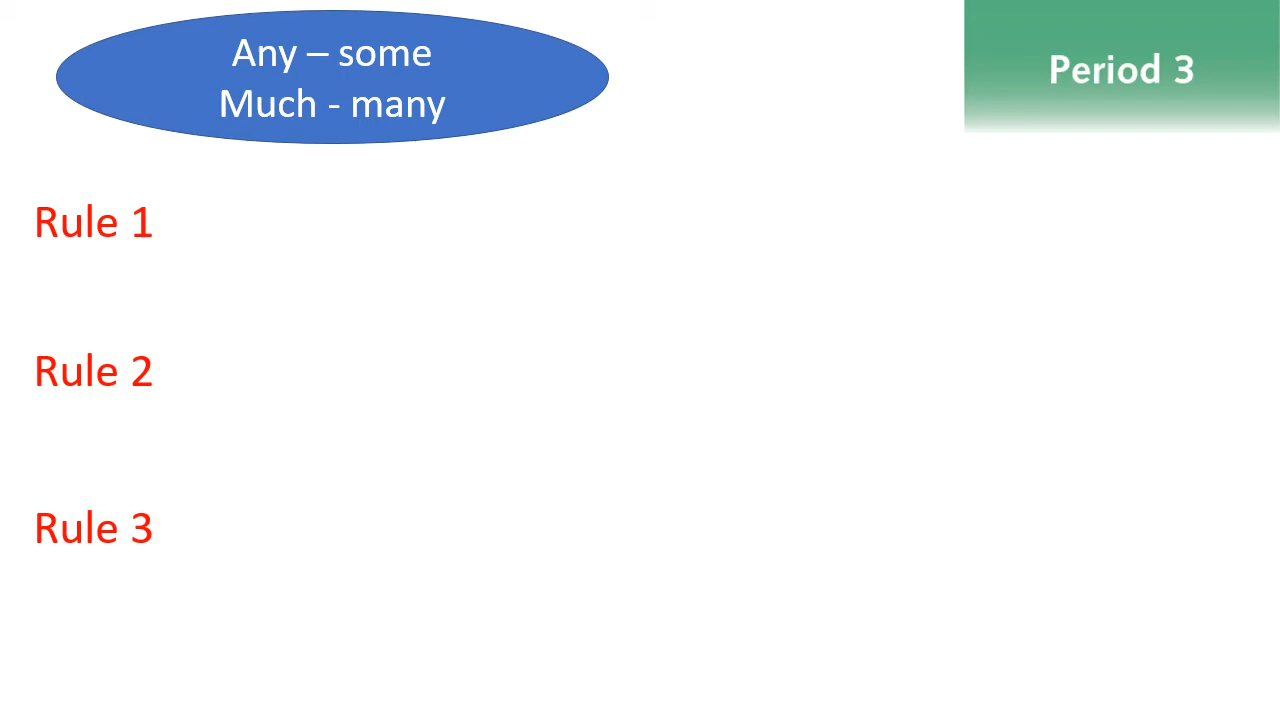 Any – some
Much - many
Period 3
Rule 1
Rule 2
Rule 3